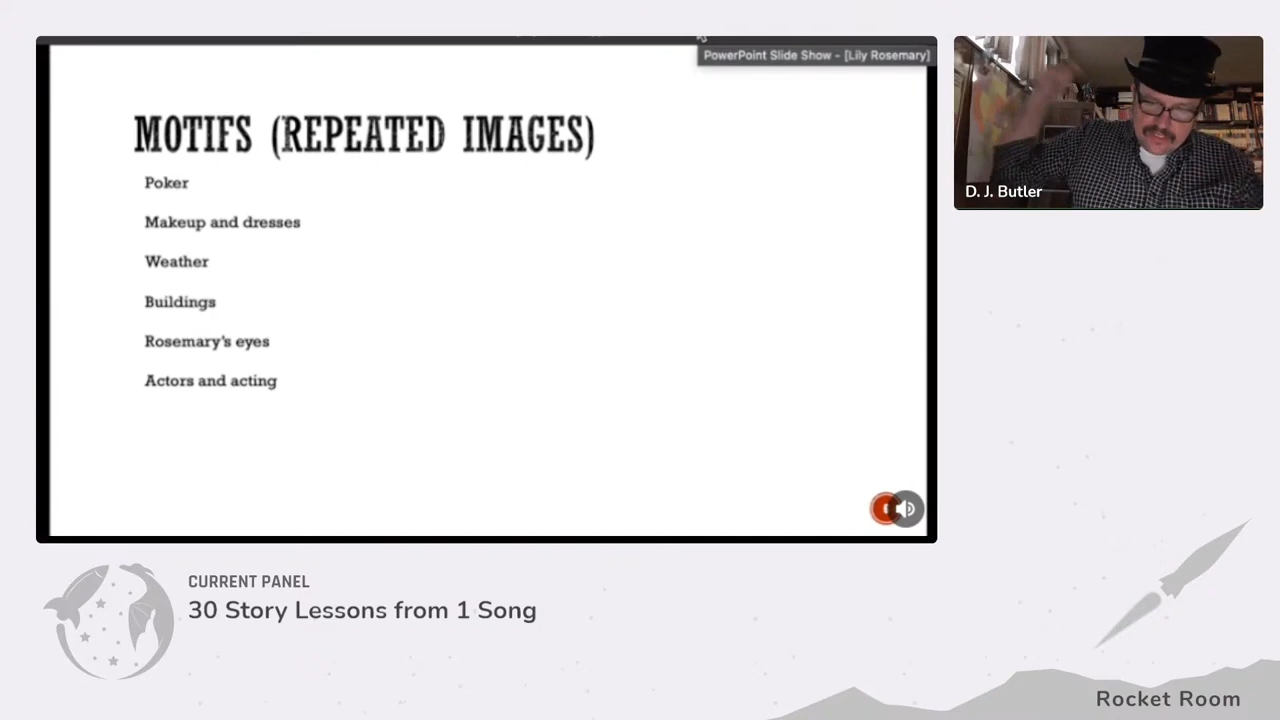 PowerPoint Slide Show - [Lily Rosemary]
MOTIFS (REPEATED IMAGES)
Poker
Makeup and dresses
Weather
Buildings
Rosemary's eyes
Actors and acting
D. J. Butler
CURRENT PANEL
30 Story Lessons from 1 Song
Rocket Room